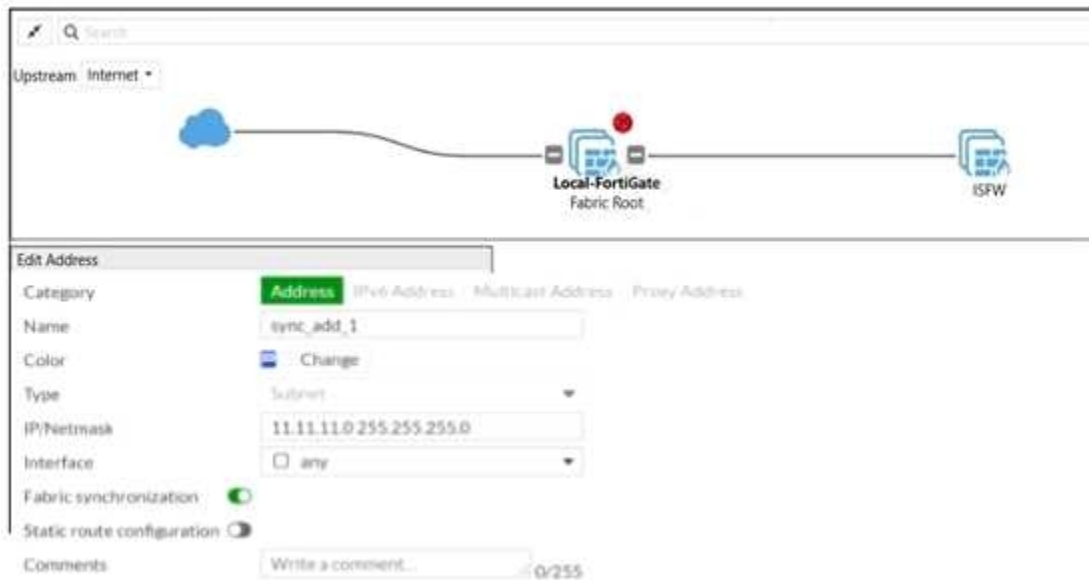 Search
Upstream Internet
Local-FortiGate
Fabric Root
ISFW
Edit Address
Category Address IPv6 Address Multicast Address Proxy Address
Name sync_add_1
Color Change
Type Subnet
IP/Netmask 11.11.11.0 255.255.255.0
Interface any
Fabric synchronization
Static route configuration
Comments Write a comment... 0/255